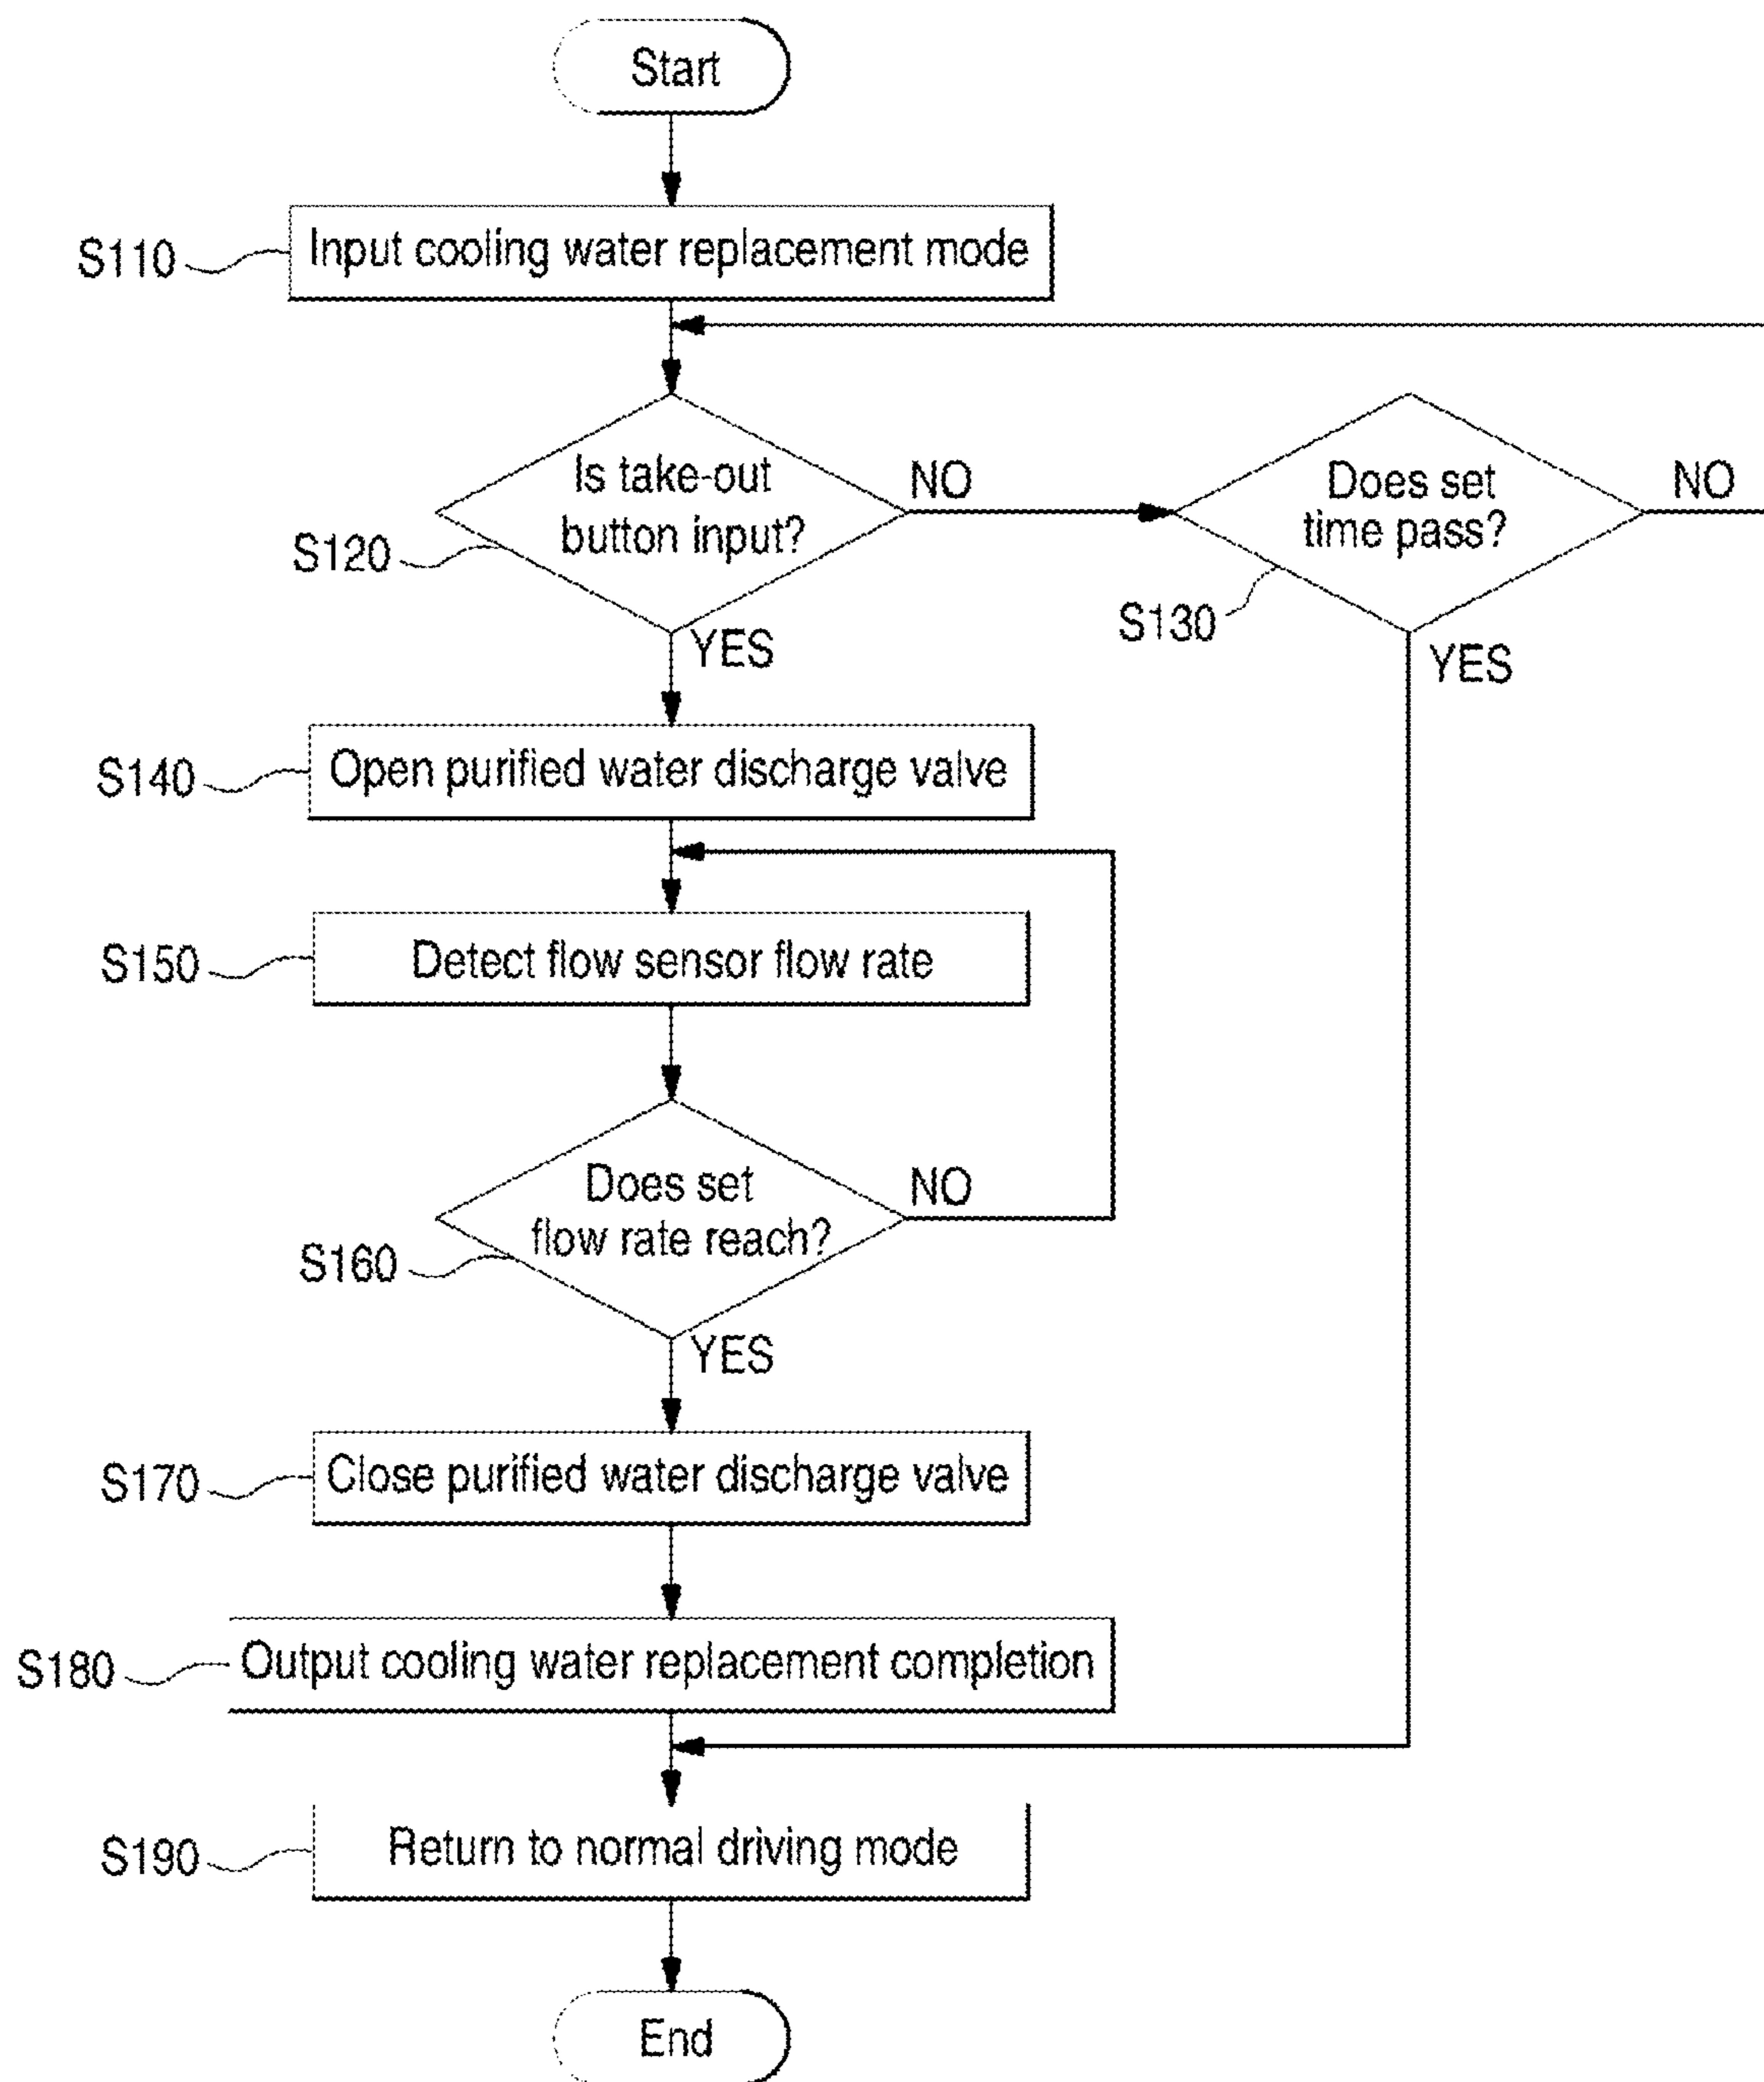 Start
S110
Input cooling water replacement mode
Is take-out
button input?
NO
S120
YES
Does set
time pass?
NO
S130
YES
S140
Open purified water discharge valve
S150
Detect flow sensor flow rate
Does set
flow rate reach?
NO
S160
YES
S170
Close purified water discharge valve
S180
Output cooling water replacement completion
S190
Return to normal driving mode
End